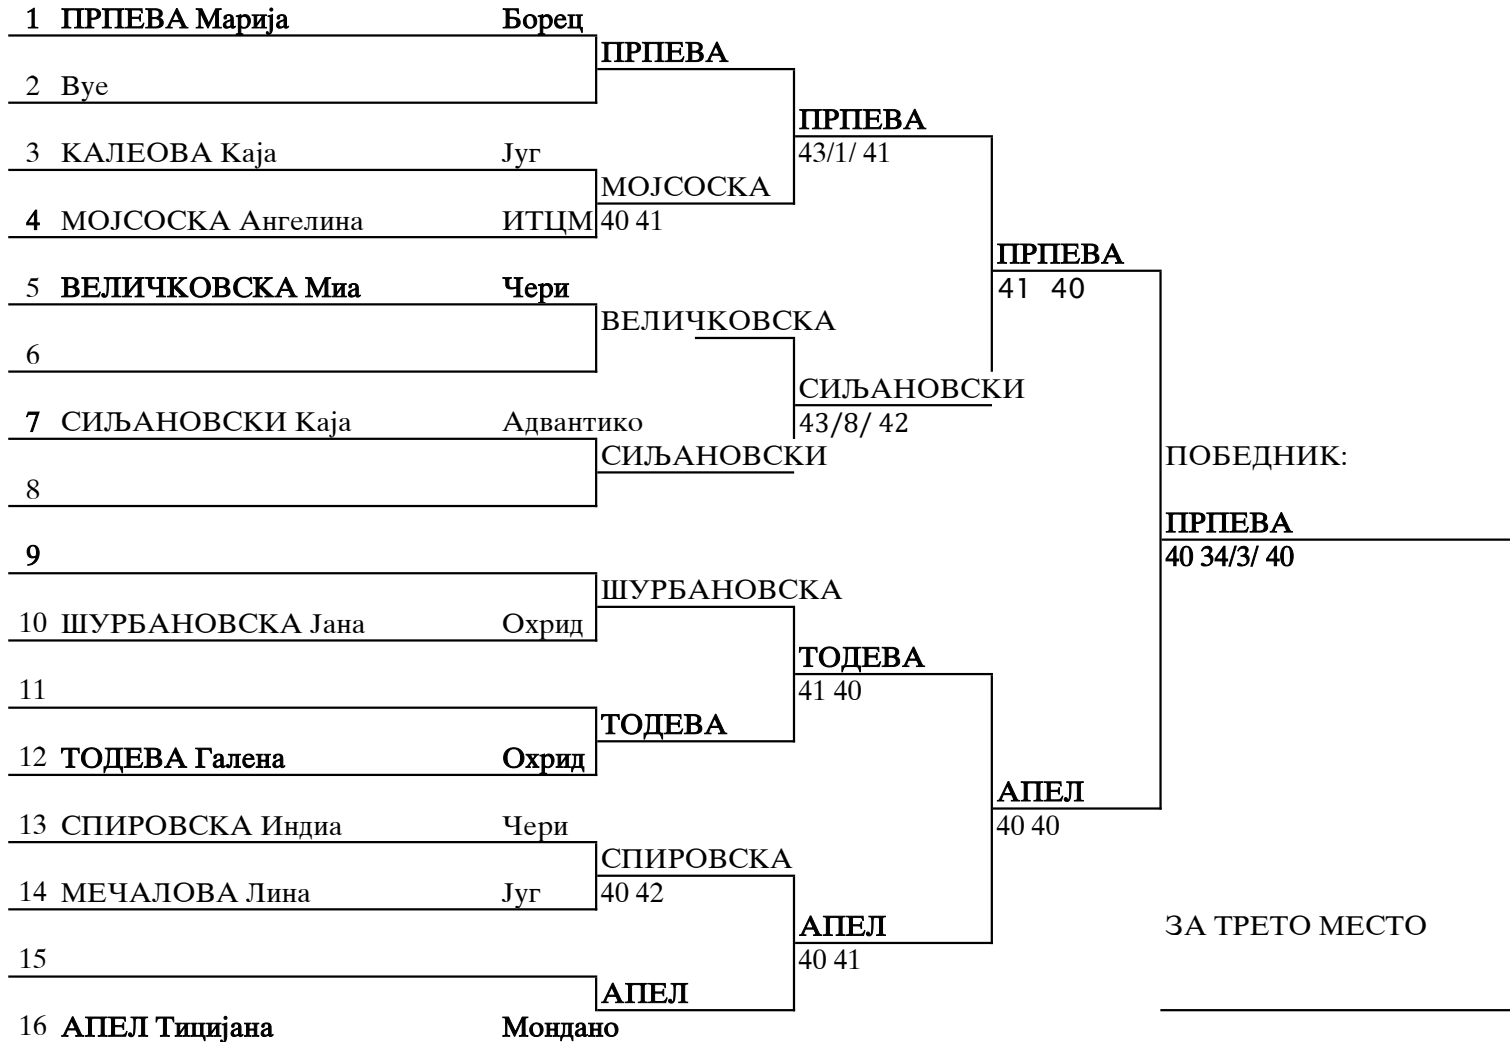 1 ПРПЕВА Марија Борец
ПРПЕВА
2 Bye
ПРПЕВА
3 КАЛЕОВА Каја Југ 43/1/ 41
МОЈСОСКА
4 МОЈСОСКА Ангелина ИТЦМ 40 41
ПРПЕВА
5 ВЕЛИЧКОВСКА Миа Чери 41 40
ВЕЛИЧКОВСКА
6
СИЉАНОВСКИ
7 СИЉАНОВСКИ Каја Адвантико 43/8/ 42
СИЉАНОВСКИ ПОБЕДНИК:
8
ПРПЕВА
9 40 34/3/ 40
ШУРБАНОВСКА
10 ШУРБАНОВСКА Јана Охрид
ТОДЕВА
11 41 40
ТОДЕВА
12 ТОДЕВА Галена Охрид
АПЕЛ
13 СПИРОВСКА Индиа Чери 40 40
СПИРОВСКА
14 МЕЧАЛОВА Лина Југ 40 42
АПЕЛ ЗА ТРЕТО МЕСТО
15 40 41
АПЕЛ
16 АПЕЛ Тицијана Мондано